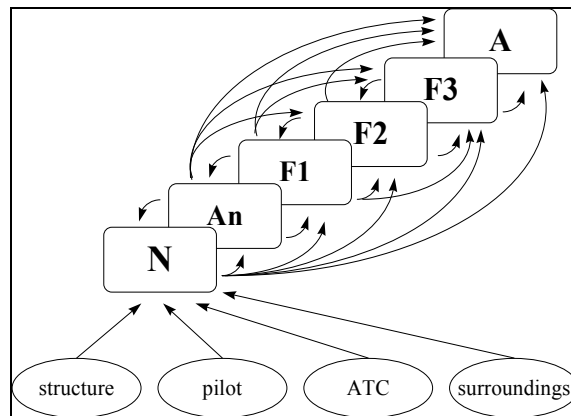 A
F3
F2
F1
An
N
structure
pilot
ATC
surroundings